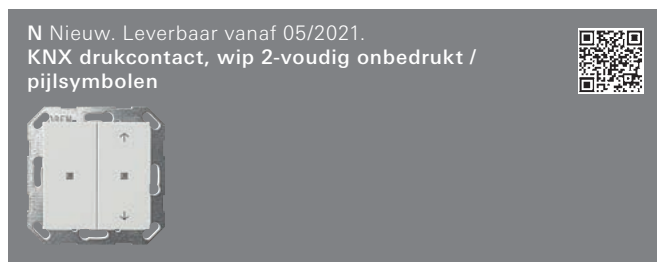 N Nieuw. Leverbaar vanaf 05/2021.
KNX drukcontact, wip 2-voudig onbedrukt /
pijlsymbolen